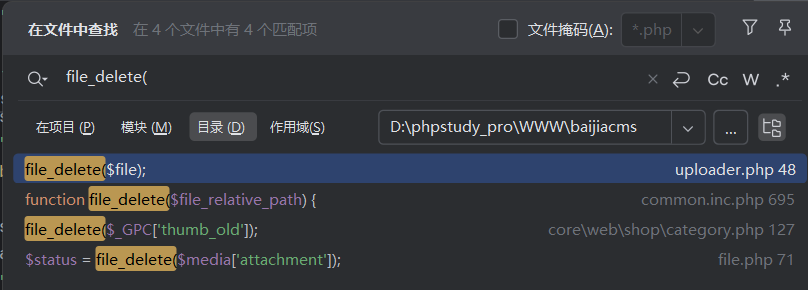 在文件中查找 在 4 个文件中有 4 个匹配项 文件掩码(A): *.php
file_delete( Cc W .*
在项目 (P) 模块 (M) 目录 (D) 作用域(S) D:\phpstudy_pro\WWW\baijiacms ...
file_delete($file); uploader.php 48
function file_delete($file_relative_path) { common.inc.php 695
file_delete($_GPC['thumb_old']); core\web\shop\category.php 127
$status = file_delete($media['attachment']); file.php 71